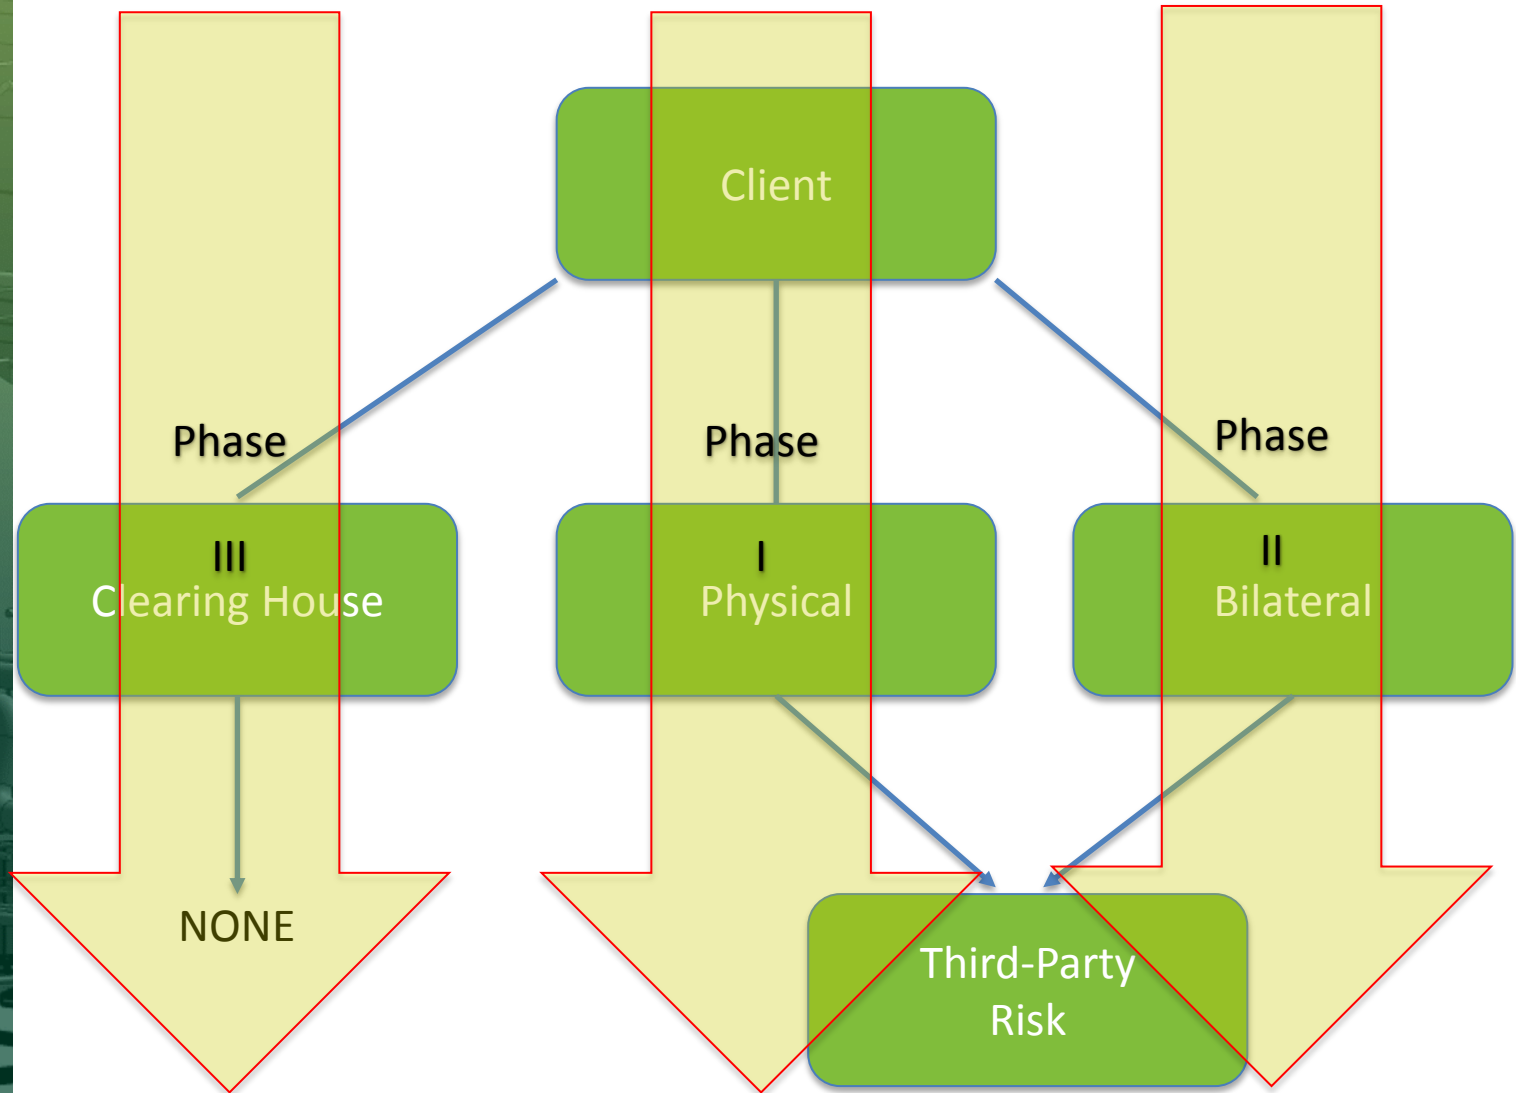 Client
Phase
Phase
Phase
III
Clearing House
I
Physical
II
Bilateral
NONE
Third-Party
Risk